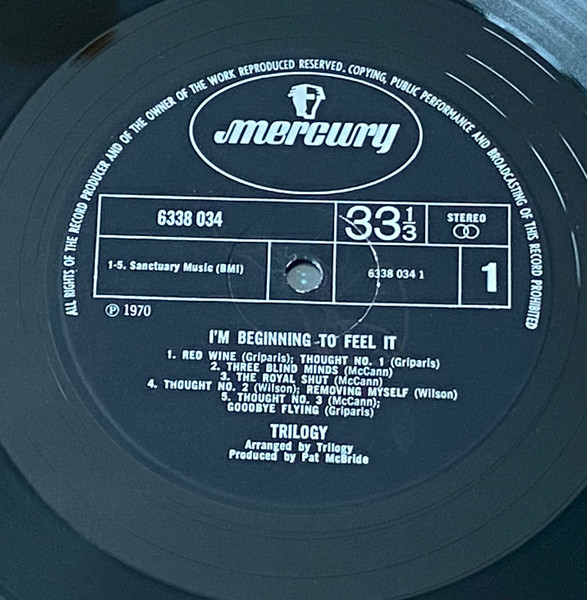 ALL RIGHTS OF THE RECORD PRODUCER AND OF THE OWNER OF THE WORK REPRODUCED RESERVED. COPYING, PUBLIC PERFORMANCE AND BROADCASTING OF THIS RECORD PROHIBITED
mercury
6338 034
33 1/3
STEREO
1-5. Sanctuary Music (BMI)
6338 034 1
1
℗ 1970
I'M BEGINNING TO FEEL IT
1. RED WINE (Griparis); THOUGHT NO. 1 (Griparis)
2. THREE BLIND MINDS (McCann)
3. THE ROYAL SHUT (McCann)
4. THOUGHT NO. 2 (Wilson); REMOVING MYSELF (Wilson)
5. THOUGHT NO. 3 (McCann);
GOODBYE FLYING (Griparis)
TRILOGY
Arranged by Trilogy
Produced by Pat McBride